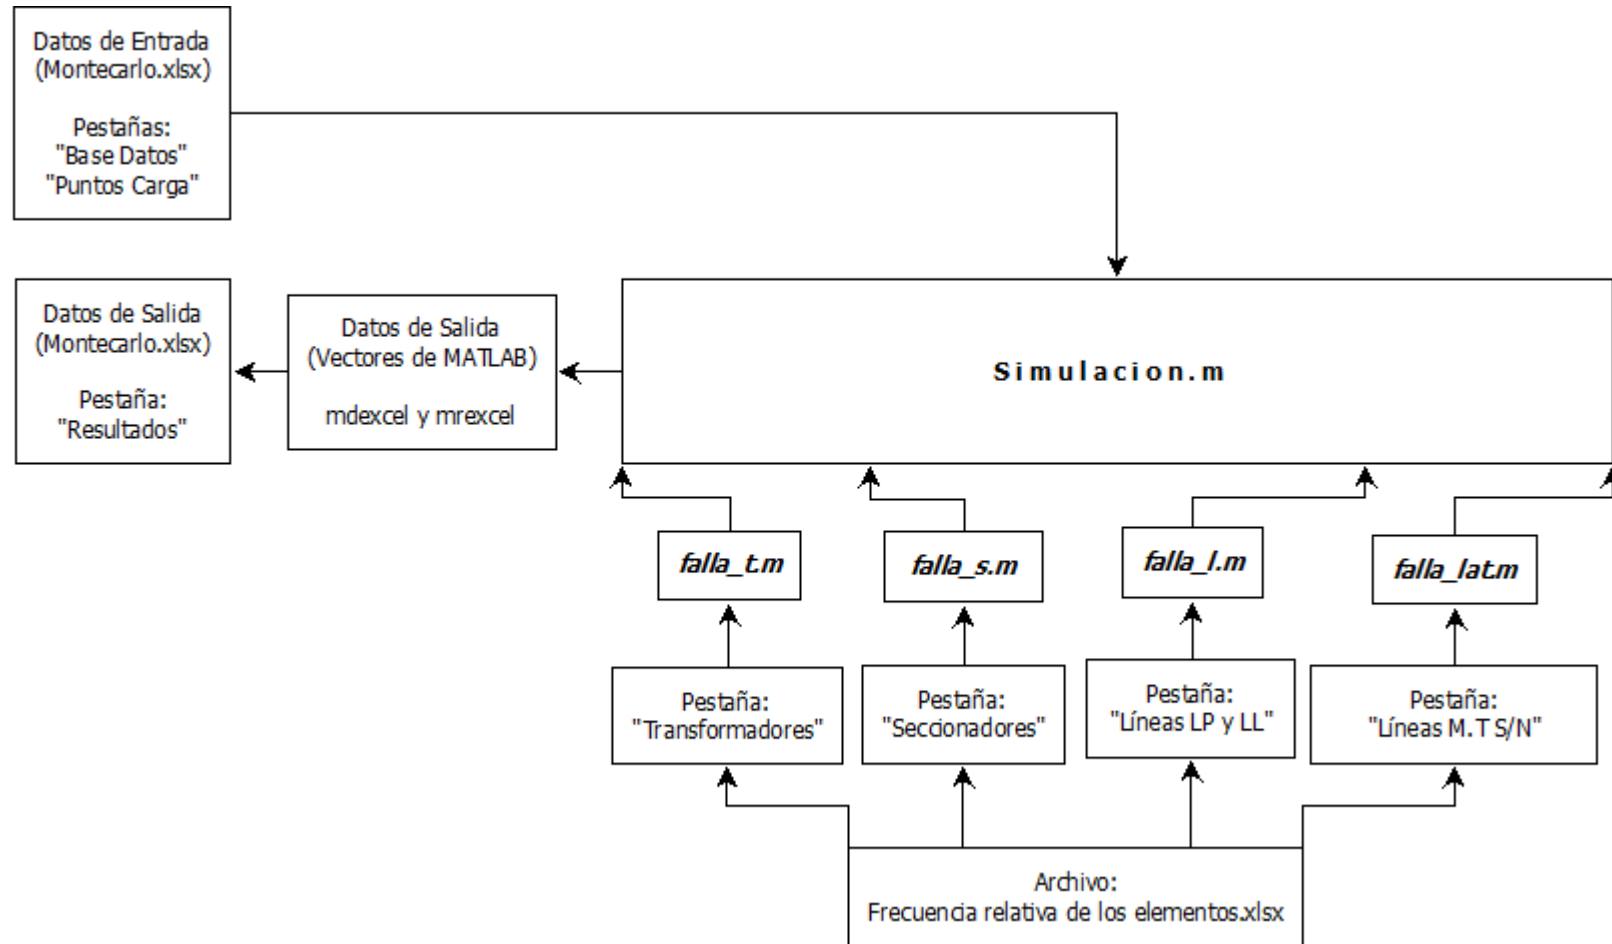 Datos de Entrada
(Montecarlo.xlsx)
Pestañas:
"Base Datos"
"Puntos Carga"
Datos de Salida
(Montecarlo.xlsx)
Pestaña:
"Resultados"
Datos de Salida
(Vectores de MATLAB)
mdexcel y mrexcel
Simulacion.m
falla_t.m
falla_s.m
falla_l.m
falla_lat.m
Pestaña:
"Transformadores"
Pestaña:
"Seccionadores"
Pestaña:
"Líneas LP y LL"
Pestaña:
"Líneas M.T S/N"
Archivo:
Frecuencia relativa de los elementos.xlsx